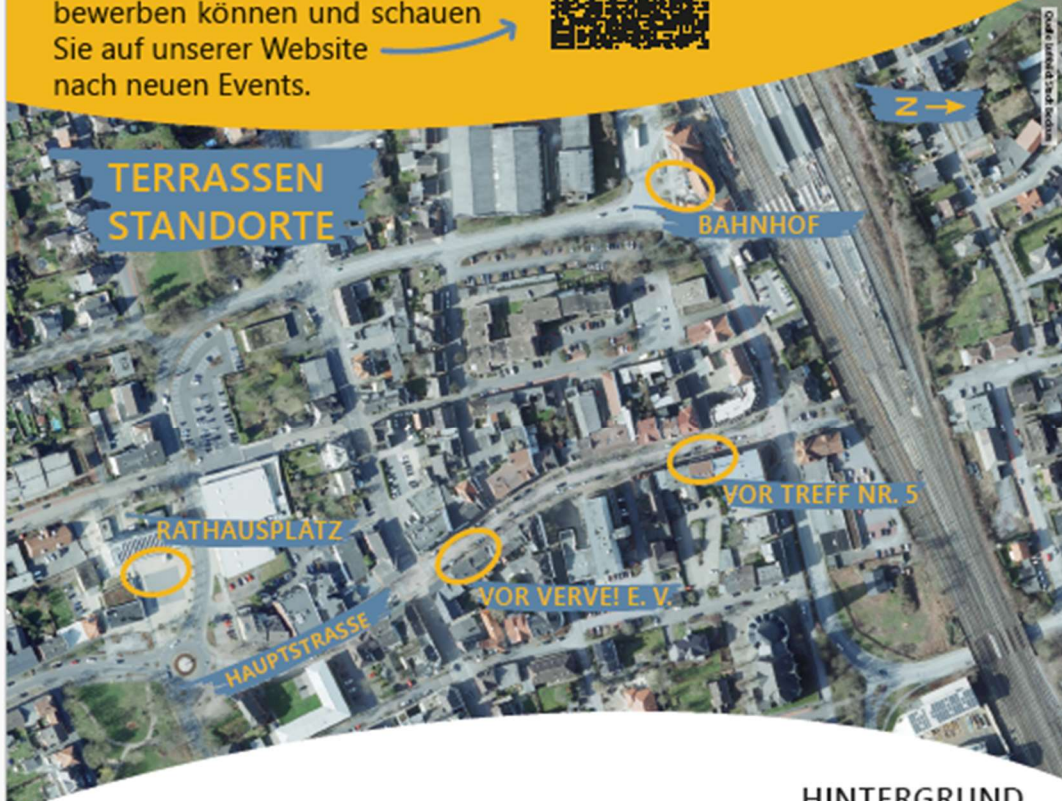 bewerben können und schauen
Sie auf unserer Website
nach neuen Events.
N
TERRASSEN
STANDORTE
BAHNHOF
VOR TREFF NR. 5
RATHAUSPLATZ
VOR VERVE! E. V.
HAUPTSTRASSE
HINTERGRUND